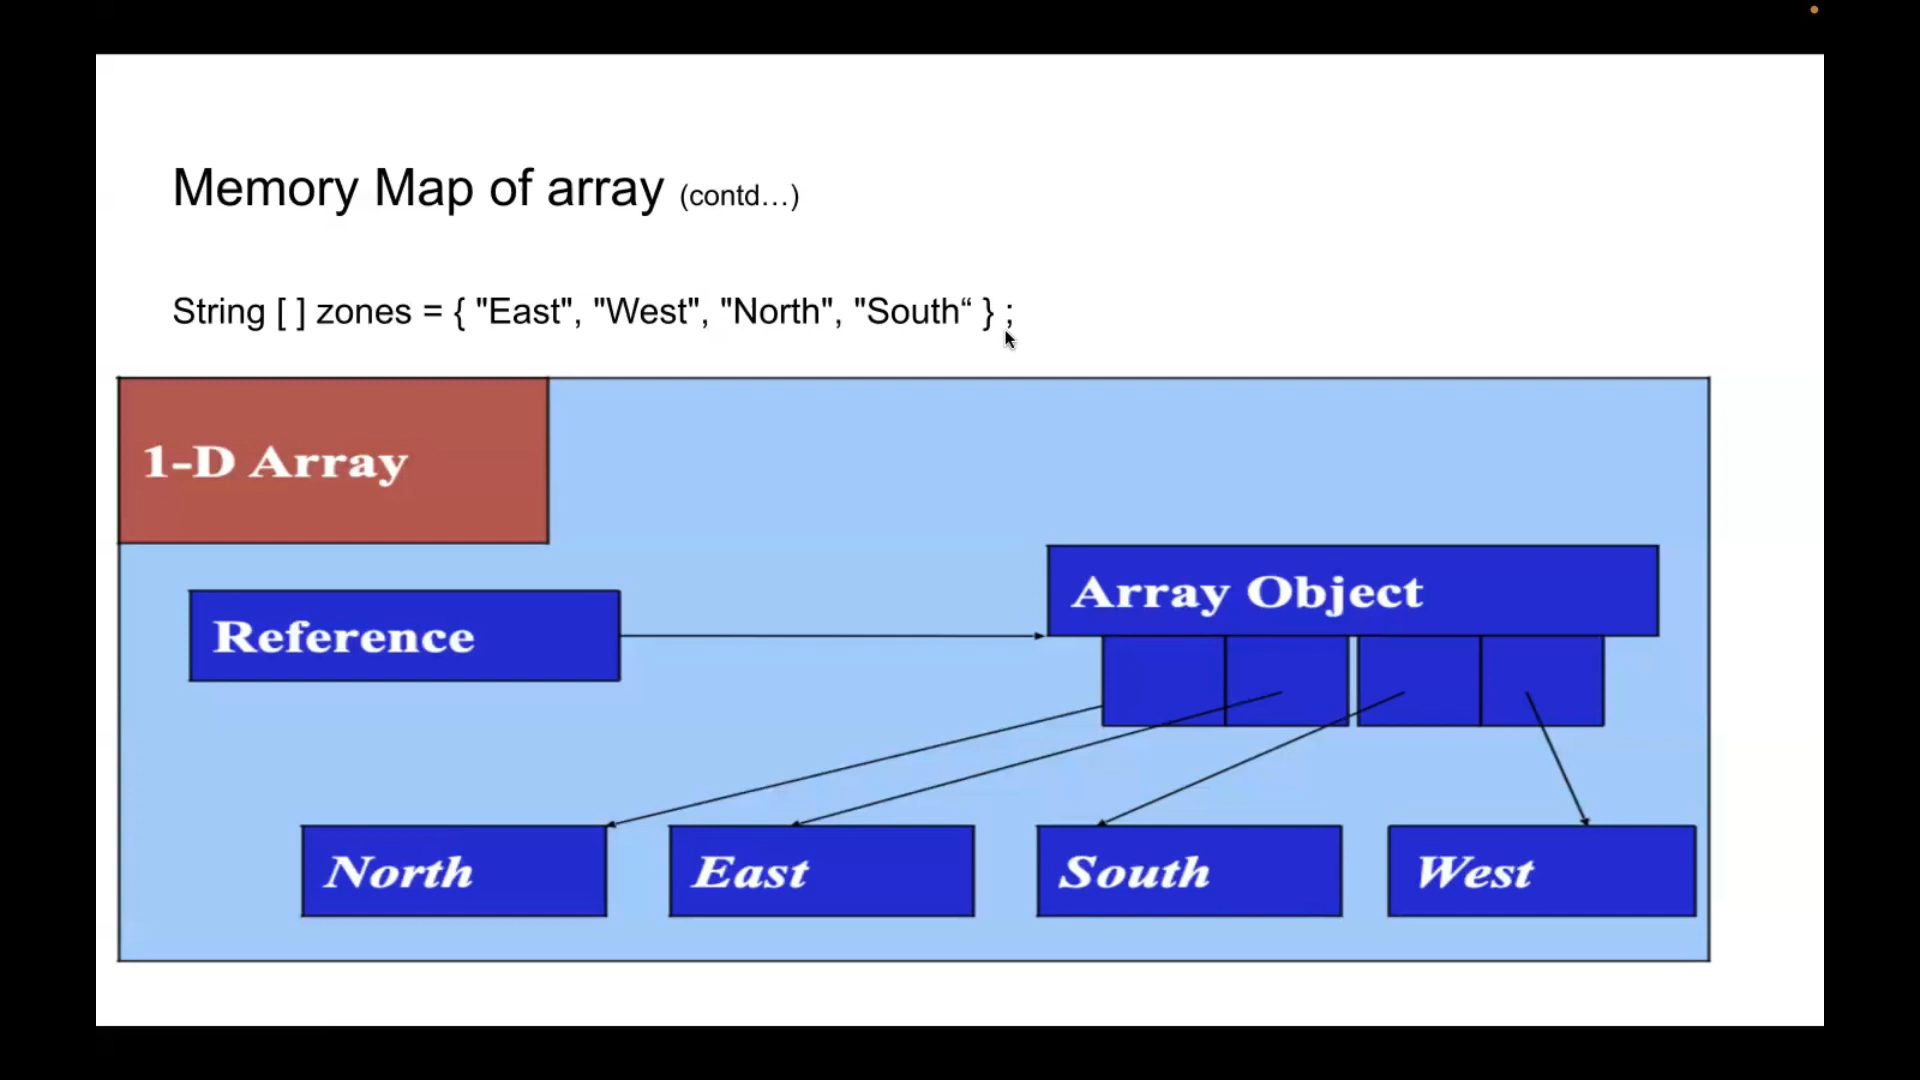 Memory Map of array (contd...)
String [ ] zones = { "East", "West", "North", "South“ } ;
1-D Array
Array Object
Reference
North
East
South
West